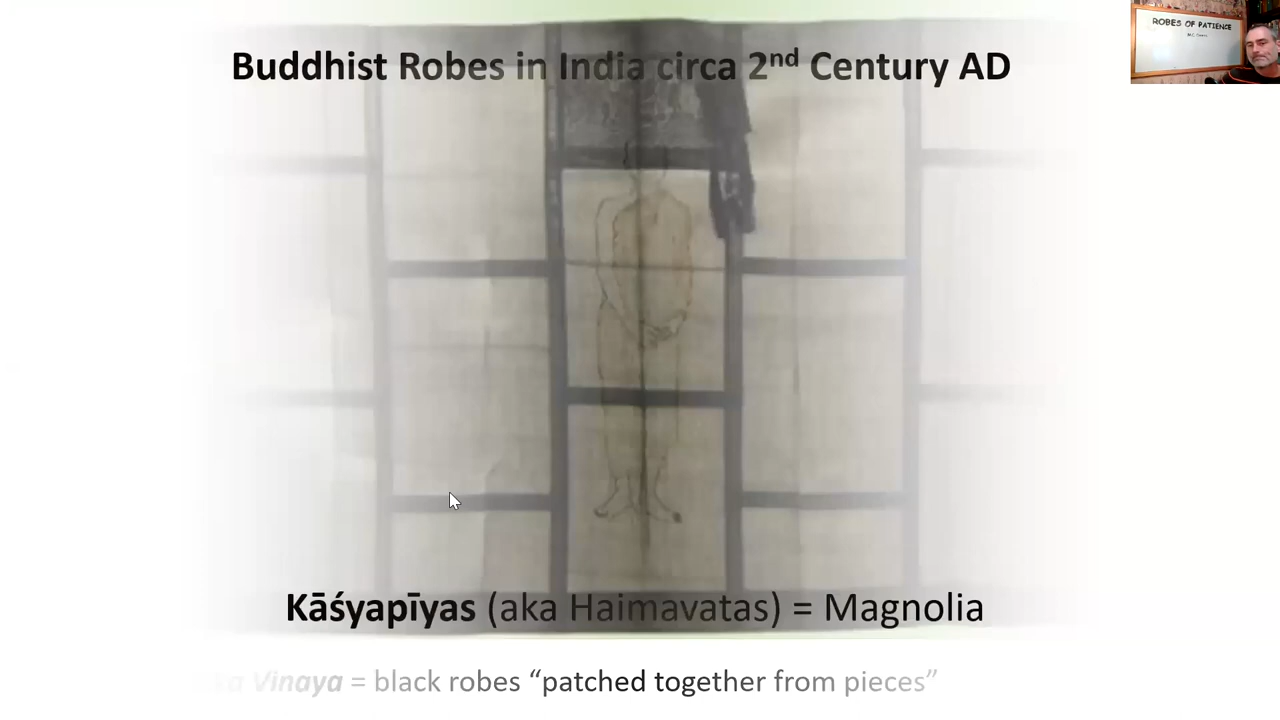 Buddhist Robes in India circa 2nd Century AD
ROBES OF PATIENCE
Kāśyapīyas (aka Haimavatas) = Magnolia
Vinaya = black robes “patched together from pieces”